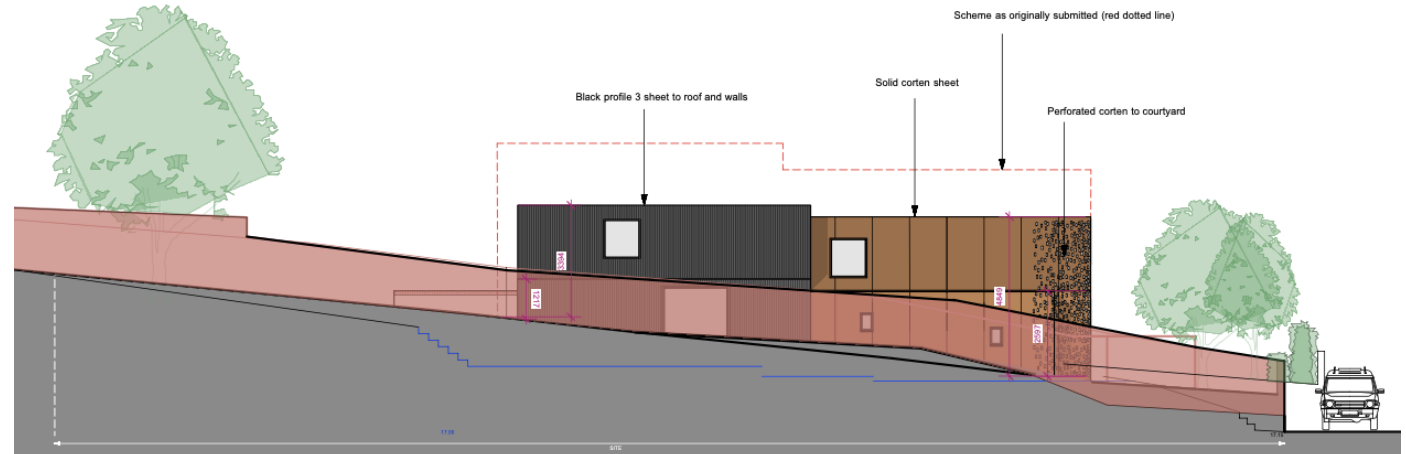 Scheme as originally submitted (red dotted line)
Solid corten sheet
Black profile 3 sheet to roof and walls
Perforated corten to courtyard
3394
1217
4849
2597
SITE